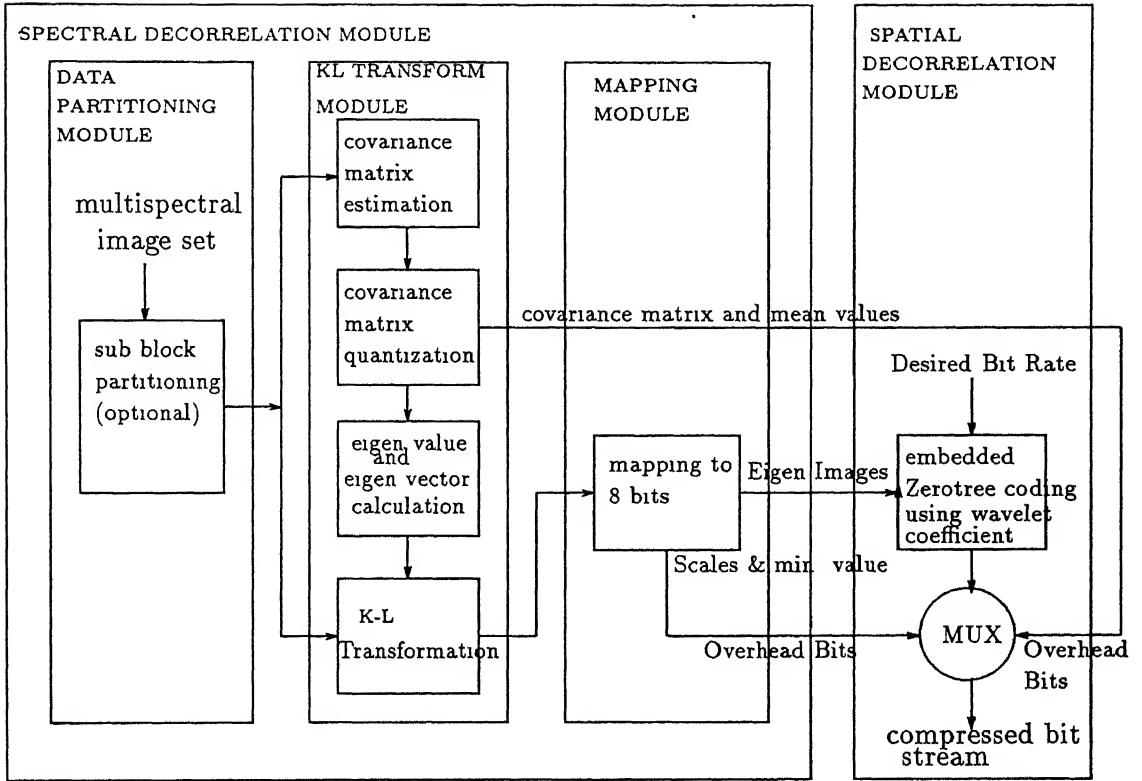 SPECTRAL DECORRELATION MODULE
DATA
PARTITIONING
MODULE
multispectral
image set
sub block
partitioning
(optional)
KL TRANSFORM
MODULE
covariance
matrix
estimation
covariance
matrix
quantization
eigen value
and
eigen vector
calculation
K-L
Transformation
MAPPING
MODULE
covariance matrix and mean values
mapping to
8 bits
Eigen Images
Scales & min value
Overhead Bits
SPATIAL
DECORRELATION
MODULE
Desired Bit Rate
embedded
Zerotree coding
using wavelet
coefficient
MUX
Overhead
Bits
compressed bit
stream